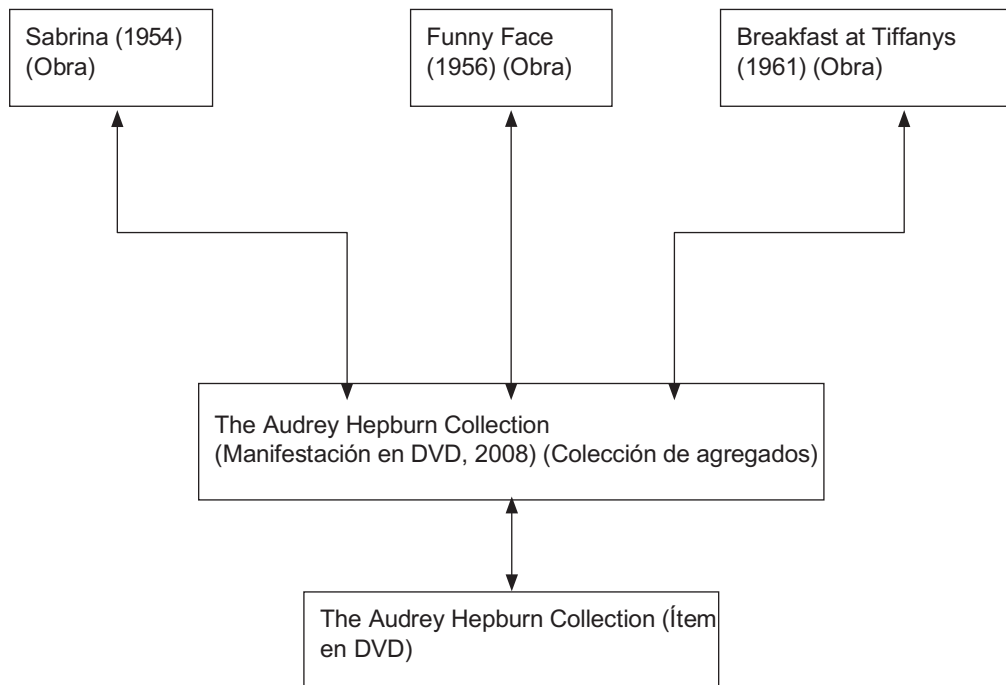 Sabrina (1954)
(Obra)
Funny Face
(1956) (Obra)
Breakfast at Tiffanys
(1961) (Obra)
The Audrey Hepburn Collection
(Manifestación en DVD, 2008) (Colección de agregados)
The Audrey Hepburn Collection (Ítem
en DVD)